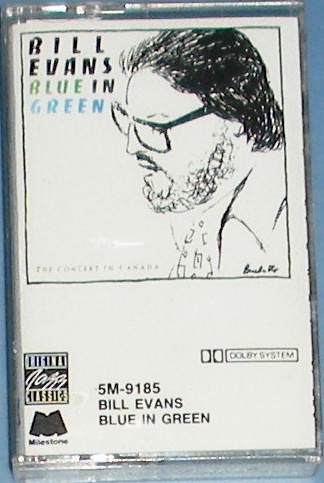 BILL
EVANS
BLUE IN
GREEN
THE CONCERT IN CANADA
ORIGINAL
Jazz
CLASSICS
DOLBY SYSTEM
Milestone
5M-9185
BILL EVANS
BLUE IN GREEN